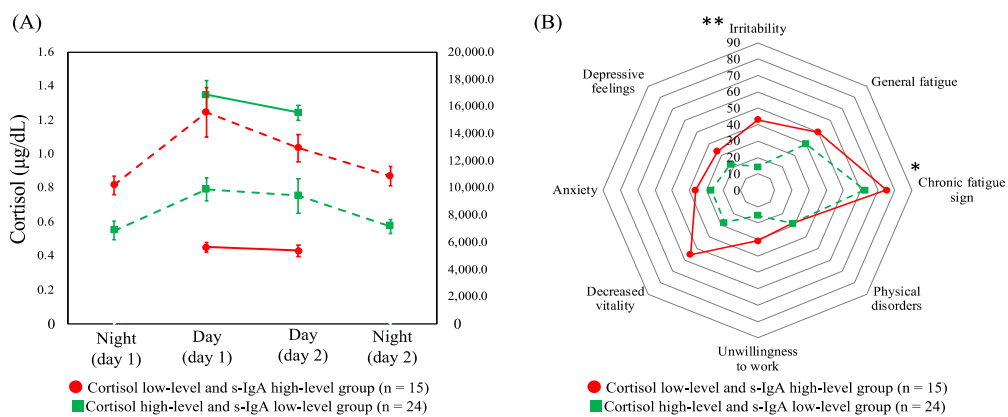 (A)
Cortisol (μg/dL)
1.6
1.4
1.2
1.0
0.8
0.6
0.4
0.2
0
20,000.0
18,000.0
16,000.0
14,000.0
12,000.0
10,000.0
8,000.0
6,000.0
4,000.0
2,000.0
0
Night
(day 1)
Day
(day 1)
Day
(day 2)
Night
(day 2)
Cortisol low-level and s-IgA high-level group (n = 15)
Cortisol high-level and s-IgA low-level group (n = 24)
(B)
**
Irritability
90
80
70
60
50
40
30
20
10
0
General fatigue
*
Chronic fatigue
sign
Physical
disorders
Unwillingness
to work
Decreased
vitality
Anxiety
Depressive
feelings
Cortisol low-level and s-IgA high-level group (n = 15)
Cortisol high-level and s-IgA low-level group (n = 24)